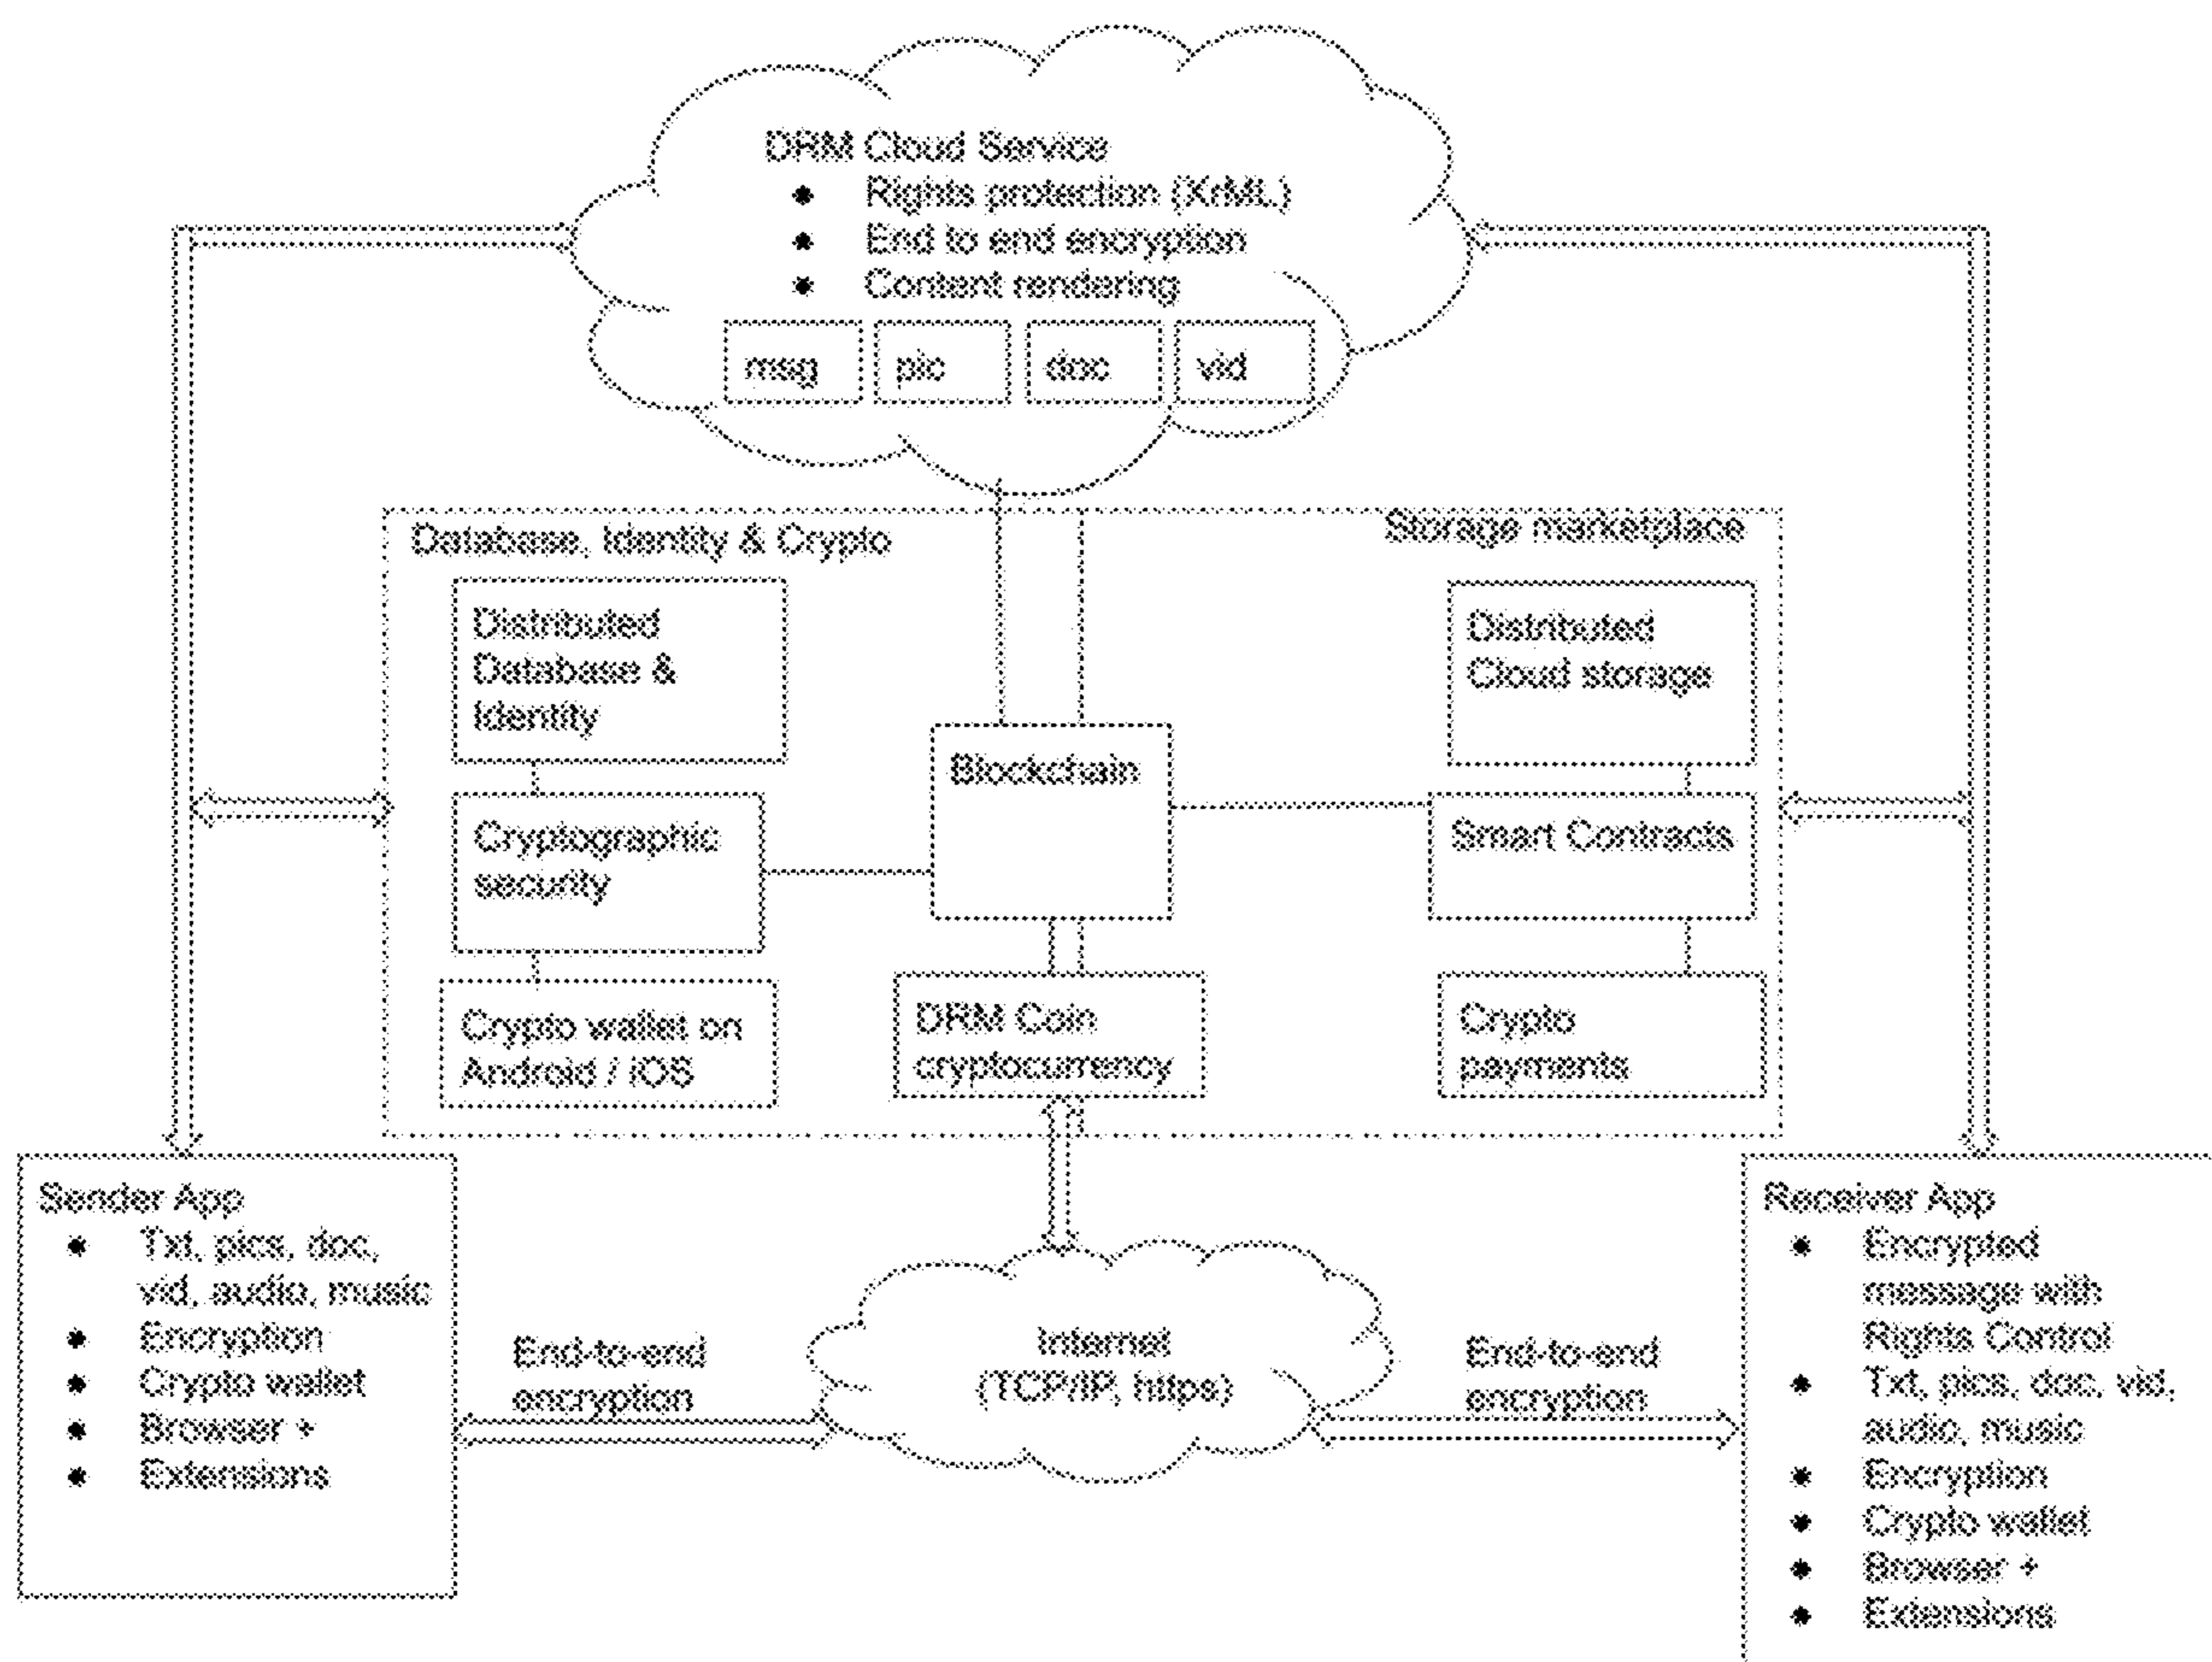 DRM Cloud Service
● Rights protection (XrML)
● End to end encryption
● Content rendering
msg
pic
doc
vid
Database, Identity & Crypto
Storage marketplace
Distributed
Database &
Identity
Distributed
Cloud storage
Blockchain
Cryptographic
security
Smart Contracts
Crypto wallet on
Android / iOS
DRM Coin
cryptocurrency
Crypto
payments
Sender App
● Txt, pics, doc,
vid, audio, music
● Encryption
● Crypto wallet
● Browser +
● Extensions
End-to-end
encryption
Internet
(TCP/IP, https)
End-to-end
encryption
Receiver App
● Encrypted
message with
Rights Control
● Txt, pics, doc, vid,
audio, music
● Encryption
● Crypto wallet
● Browser +
● Extensions